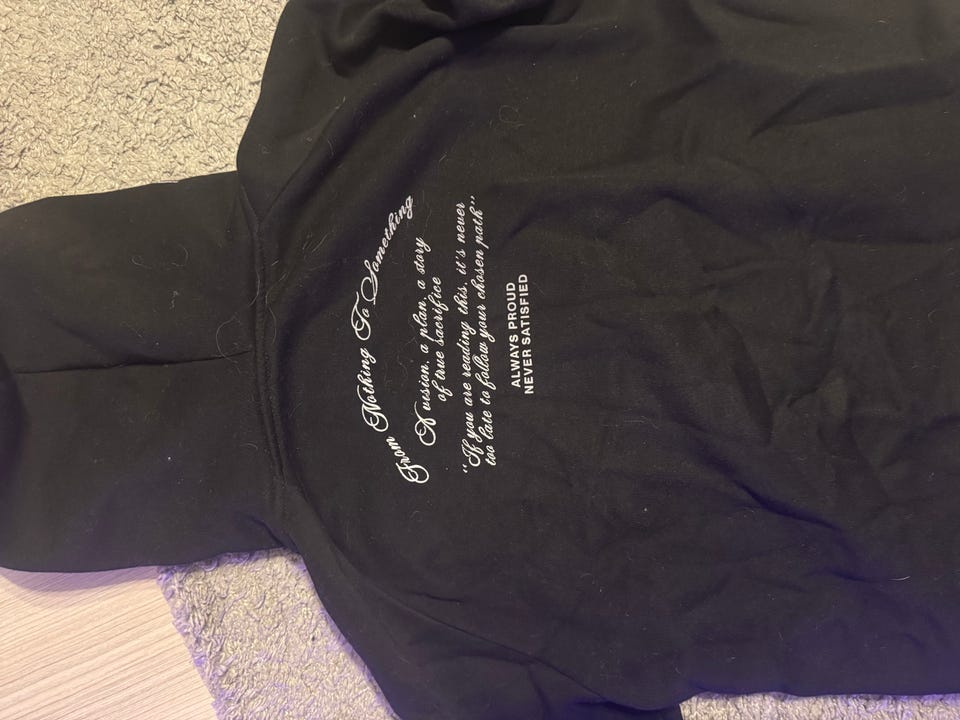 From Nothing To Something
A vision, a plan, a story
of true sacrifice
"If you are reading this, it's never
too late to follow your chosen path"
ALWAYS PROUD
NEVER SATISFIED